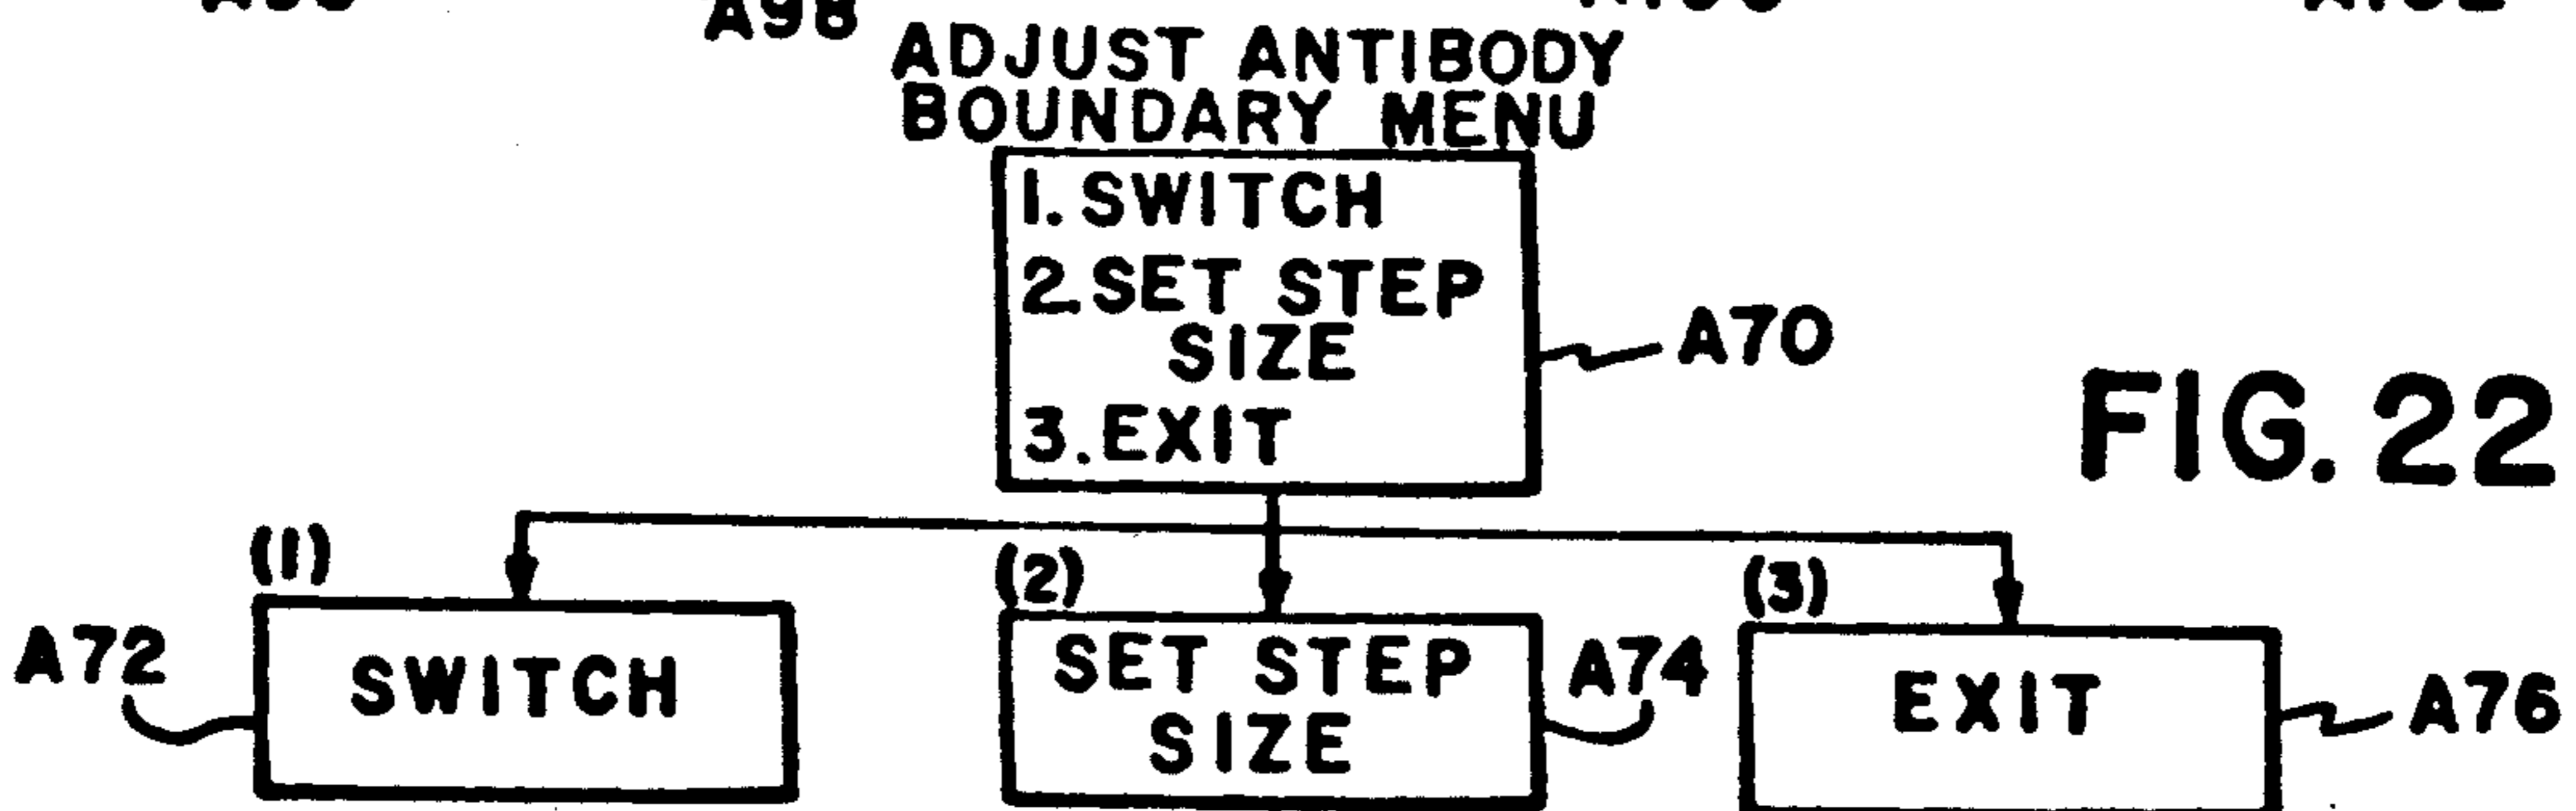 A98
ADJUST ANTIBODY
BOUNDARY MENU
1. SWITCH
2. SET STEP
SIZE
3. EXIT
A70
FIG. 22
(1)
(2)
(3)
A72
SWITCH
SET STEP
SIZE
A74
EXIT
A76